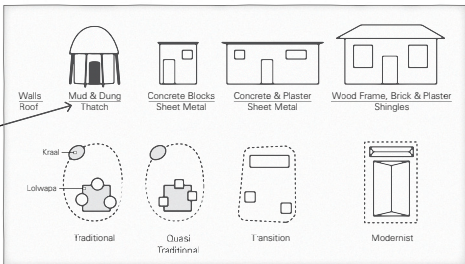 Walls Mud & Dung Concrete Blocks Concrete & Plaster Wood Frame, Brick & Plaster
Roof Thatch Sheet Metal Sheet Metal Shingles
Kraal
Lolwapa
Traditional Quasi Transition Modernist
Traditional